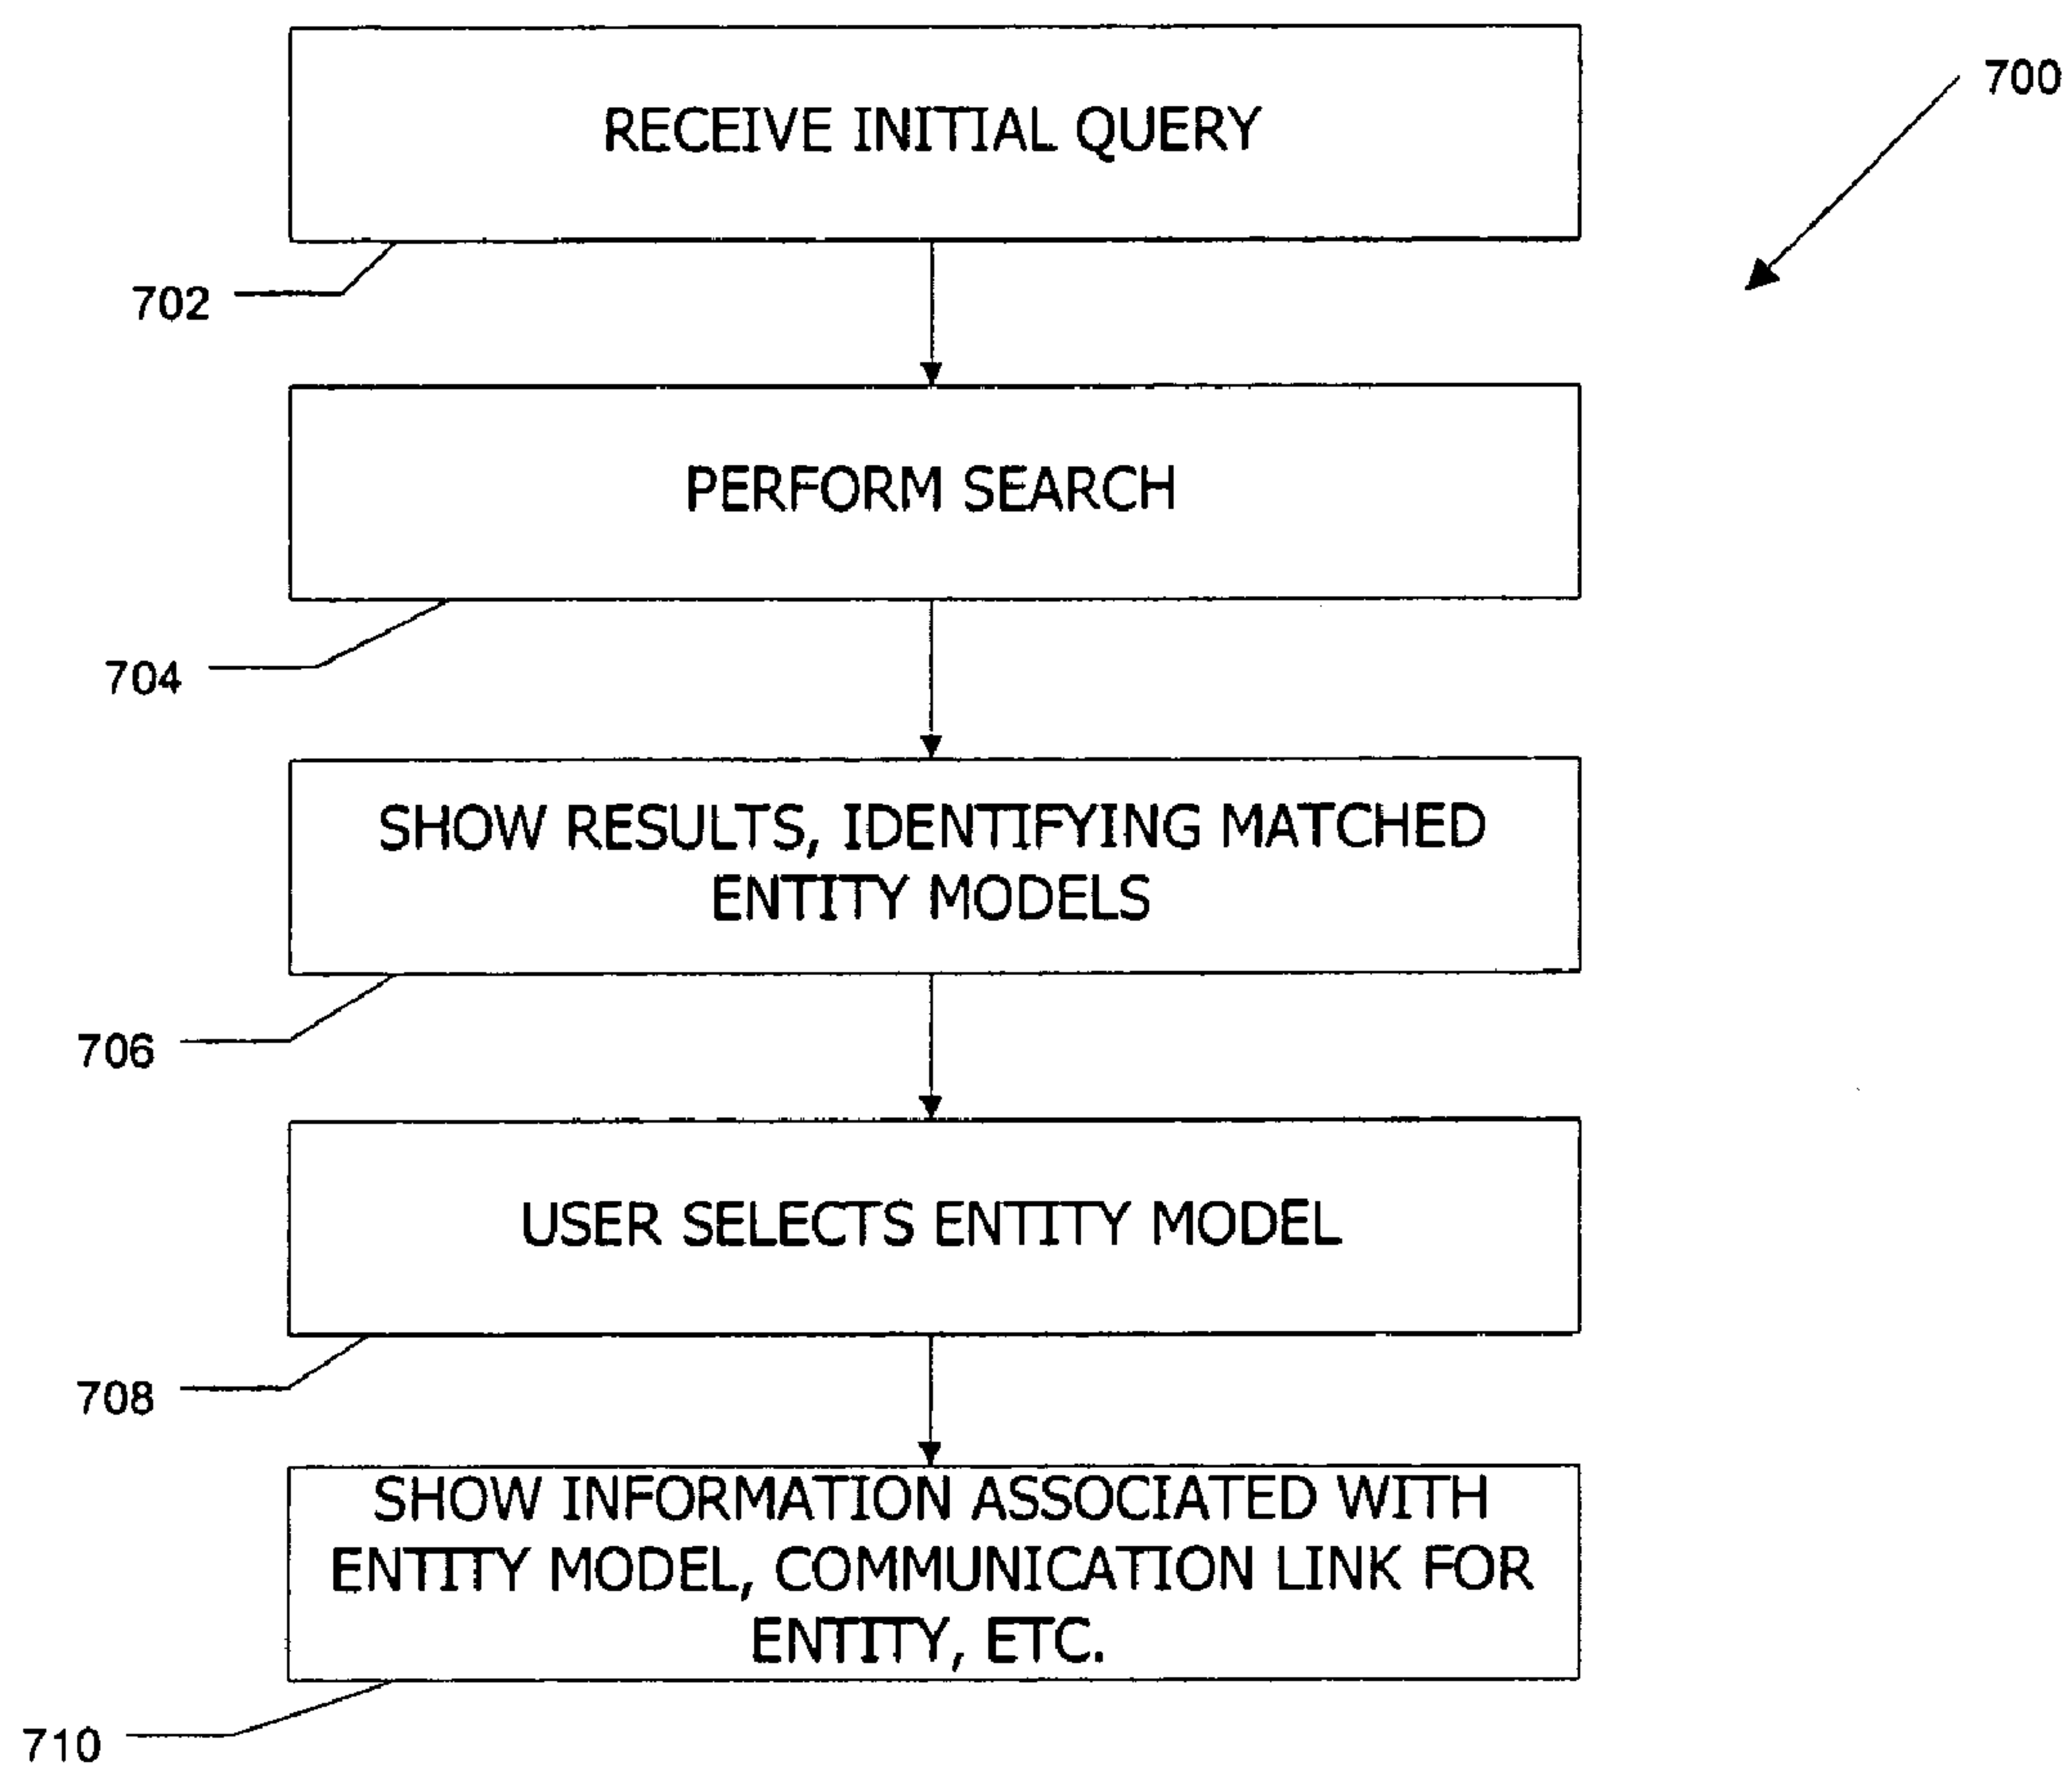 RECEIVE INITIAL QUERY
700
702
PERFORM SEARCH
704
SHOW RESULTS, IDENTIFYING MATCHED
ENTITY MODELS
706
USER SELECTS ENTITY MODEL
708
SHOW INFORMATION ASSOCIATED WITH
ENTITY MODEL, COMMUNICATION LINK FOR
ENTITY, ETC.
710